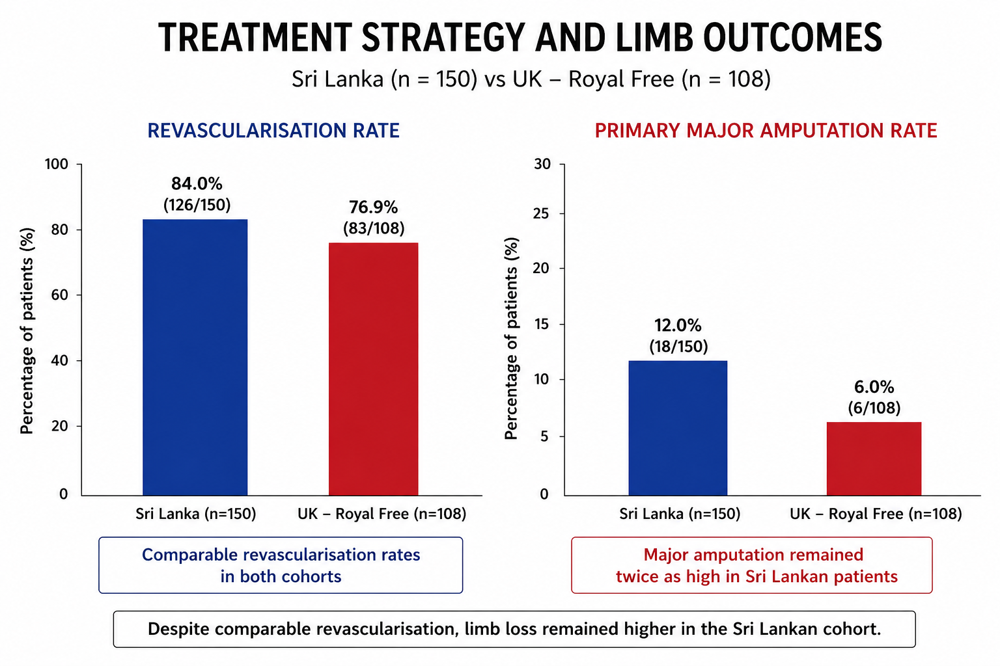 TREATMENT STRATEGY AND LIMB OUTCOMES
Sri Lanka (n = 150) vs UK – Royal Free (n = 108)
REVASCULARISATION RATE
Percentage of patients (%)
100
80
60
40
20
0
84.0%
(126/150)
76.9%
(83/108)
Sri Lanka (n=150)
UK – Royal Free (n=108)
Comparable revascularisation rates
in both cohorts
PRIMARY MAJOR AMPUTATION RATE
Percentage of patients (%)
30
25
20
15
10
5
0
12.0%
(18/150)
6.0%
(6/108)
Sri Lanka (n=150)
UK – Royal Free (n=108)
Major amputation remained
twice as high in Sri Lankan patients
Despite comparable revascularisation, limb loss remained higher in the Sri Lankan cohort.